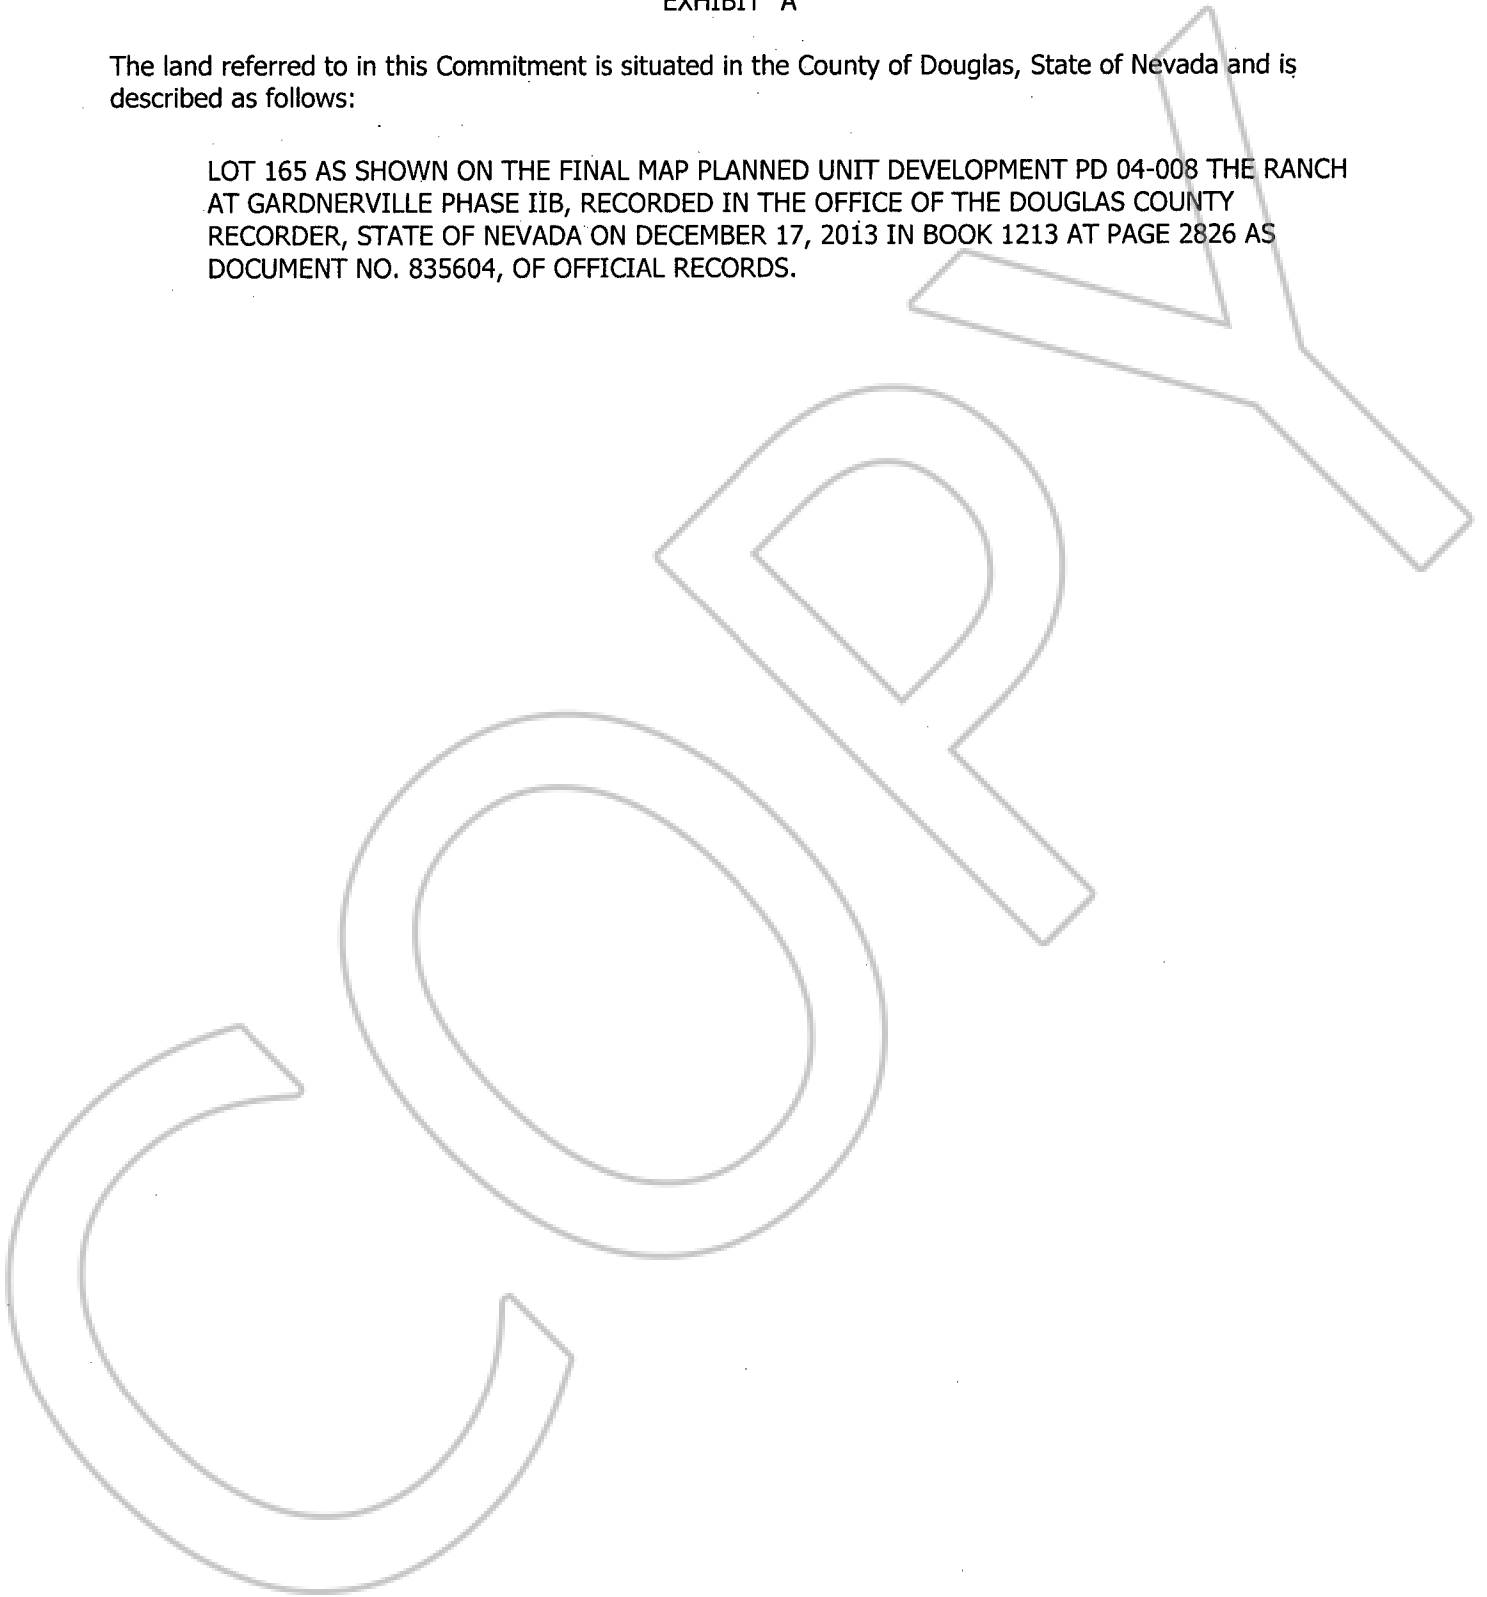 EXHIBIT "A"
The land referred to in this Commitment is situated in the County of Douglas, State of Nevada and is
described as follows:
LOT 165 AS SHOWN ON THE FINAL MAP PLANNED UNIT DEVELOPMENT PD 04-008 THE RANCH
AT GARDNERVILLE PHASE IIB, RECORDED IN THE OFFICE OF THE DOUGLAS COUNTY
RECORDER, STATE OF NEVADA ON DECEMBER 17, 2013 IN BOOK 1213 AT PAGE 2826 AS
DOCUMENT NO. 835604, OF OFFICIAL RECORDS.
COPY